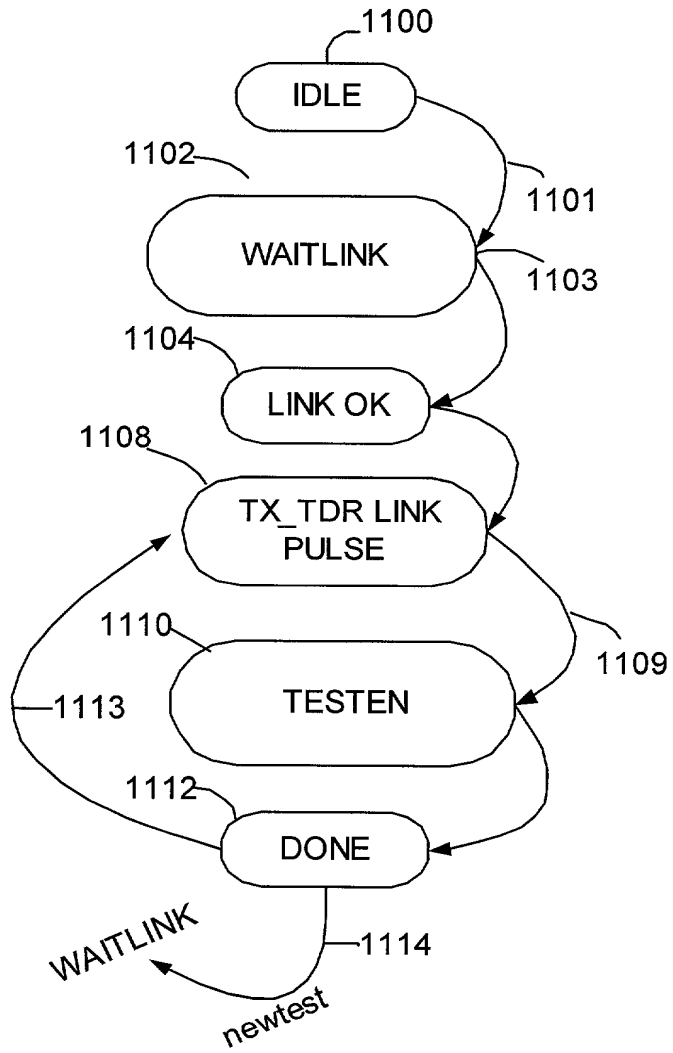 1100
IDLE
1102
1101
WAITLINK
1103
1104
LINK OK
1108
TX_TDR LINK
PULSE
1110
1109
TESTEN
1113
1112
DONE
WAITLINK
1114
newtest